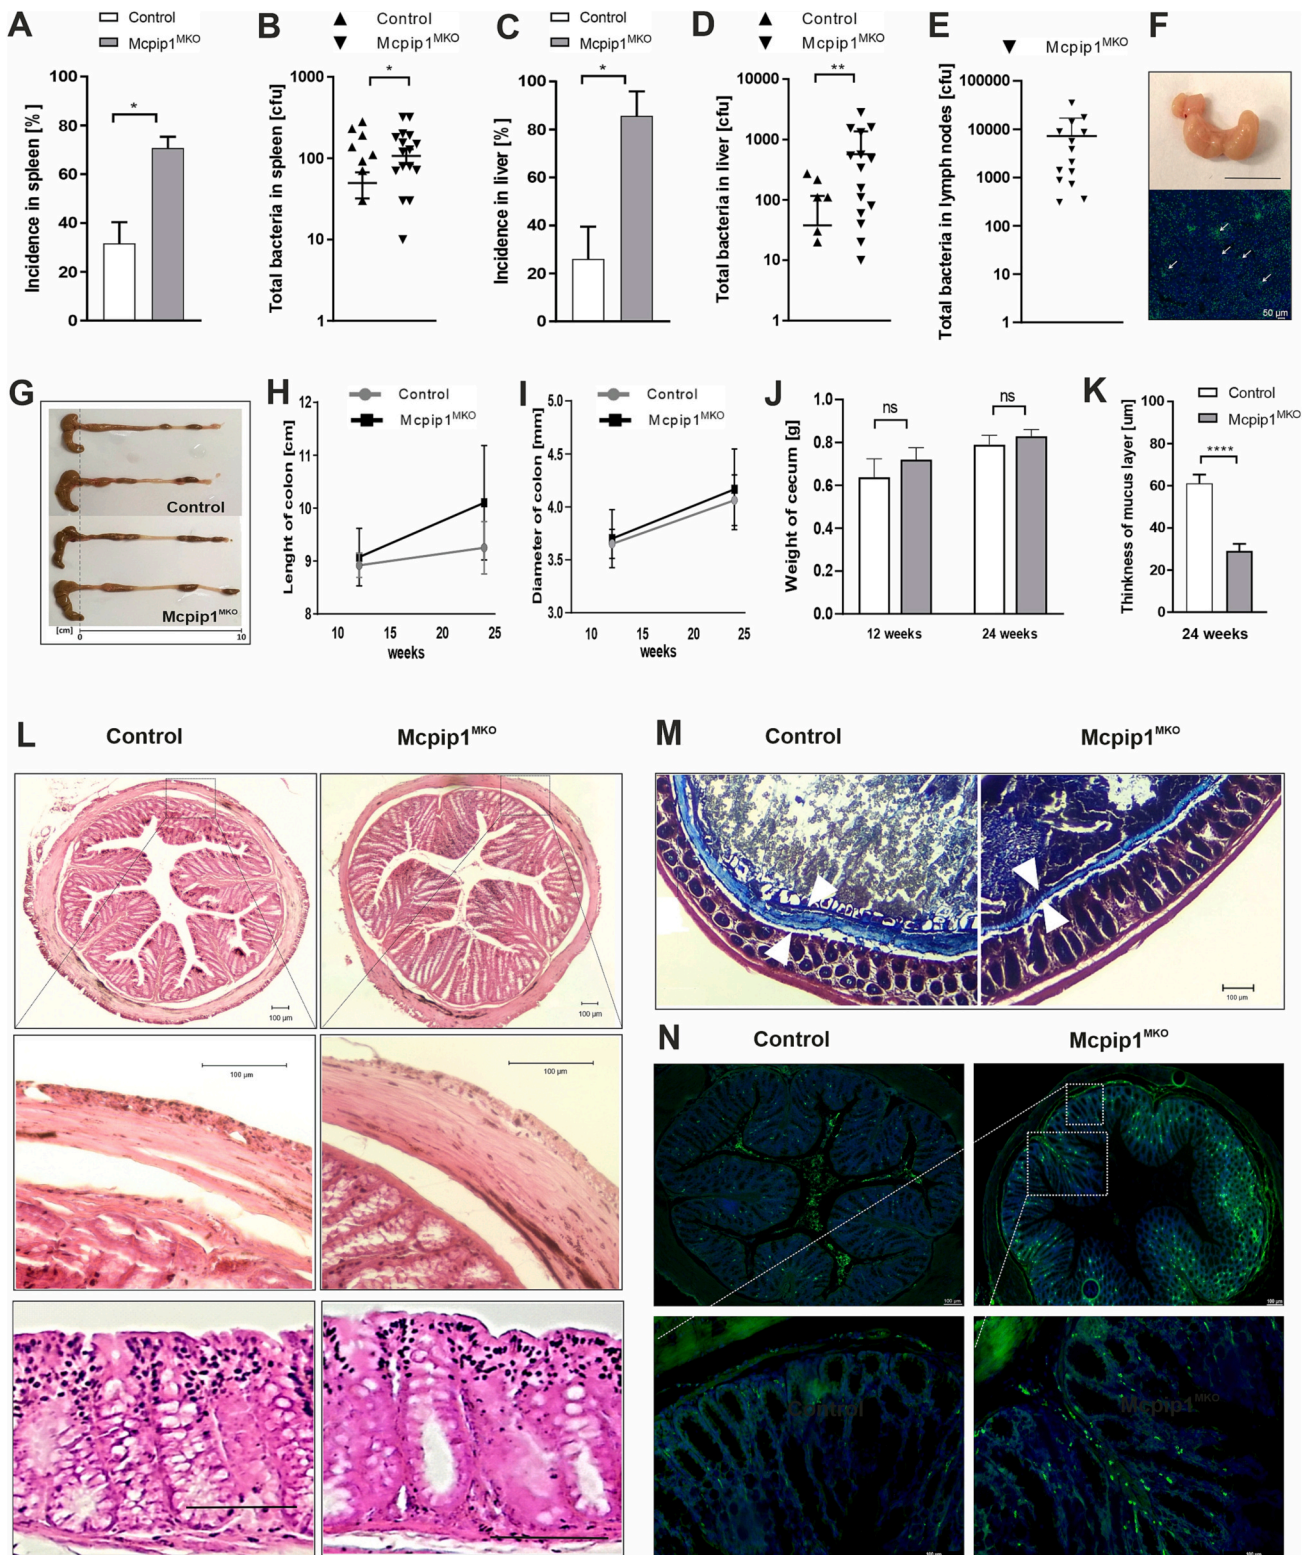 A
Control
Mcpip1MKO
Incidence in spleen [%]
100
80
60
40
20
0
*
B
Control
Mcpip1MKO
Total bacteria in spleen [cfu]
1000
100
10
1
*
C
Control
Mcpip1MKO
Incidence in liver [%]
100
80
60
40
20
0
*
D
Control
Mcpip1MKO
Total bacteria in liver [cfu]
10000
1000
100
10
1
**
E
Mcpip1MKO
Total bacteria in lymph nodes [cfu]
100000
10000
1000
100
10
1
F
50 µm
G
Control
Mcpip1MKO
[cm]
0
10
H
Control
Mcpip1MKO
Lenght of colon [cm]
12
11
10
9
8
10
15
20
25
weeks
I
Control
Mcpip1MKO
Diameter of colon [mm]
5.0
4.5
4.0
3.5
3.0
10
15
20
25
weeks
J
Weight of cecum [g]
1.0
0.8
0.6
0.4
0.2
0.0
ns
ns
12 weeks
24 weeks
K
Control
Mcpip1MKO
Thinkness of mucus layer [um]
100
80
60
40
20
0
****
24 weeks
L
Control
Mcpip1MKO
100 µm
100 µm
100 µm
100 µm
M
Control
Mcpip1MKO
100 µm
N
Control
Mcpip1MKO
100 µm
100 µm
Control
Mcpip1MKO